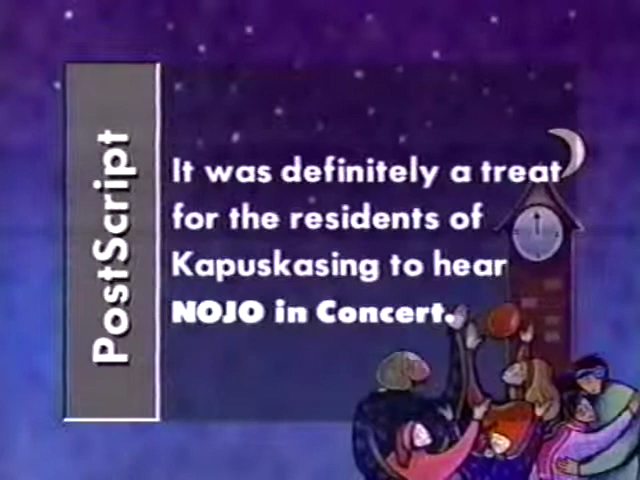 PostScript
It was definitely a treat
for the residents of
Kapuskasing to hear
NOJO in Concert.